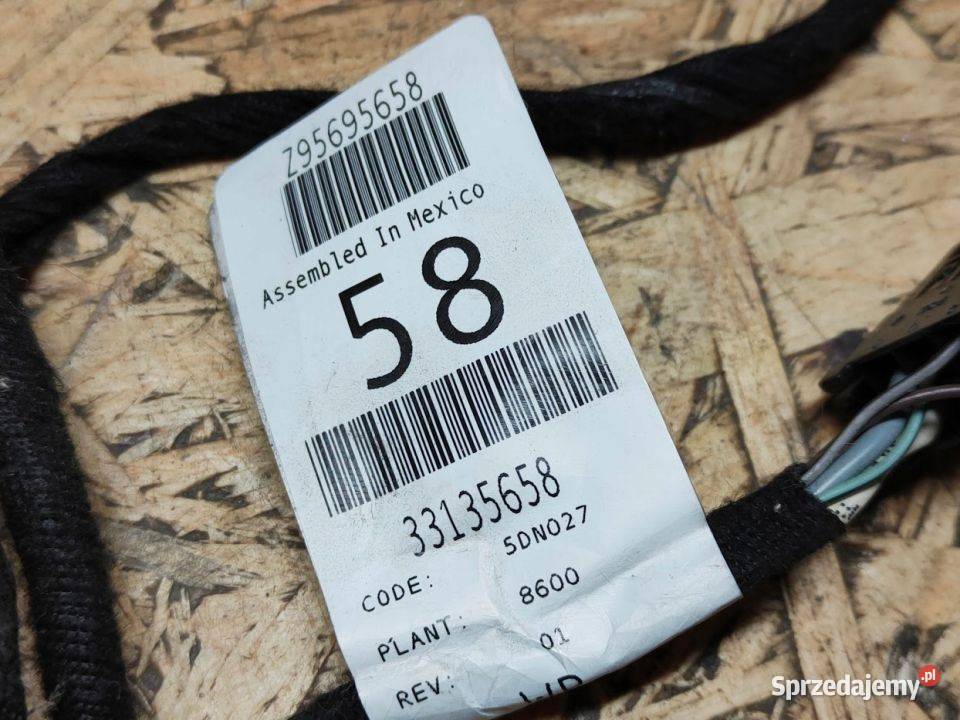 Z95695658
Assembled In Mexico
58
33135658
CODE: 5DN027
PLANT: 8600
REV: 01
Sprzedajemy.pl